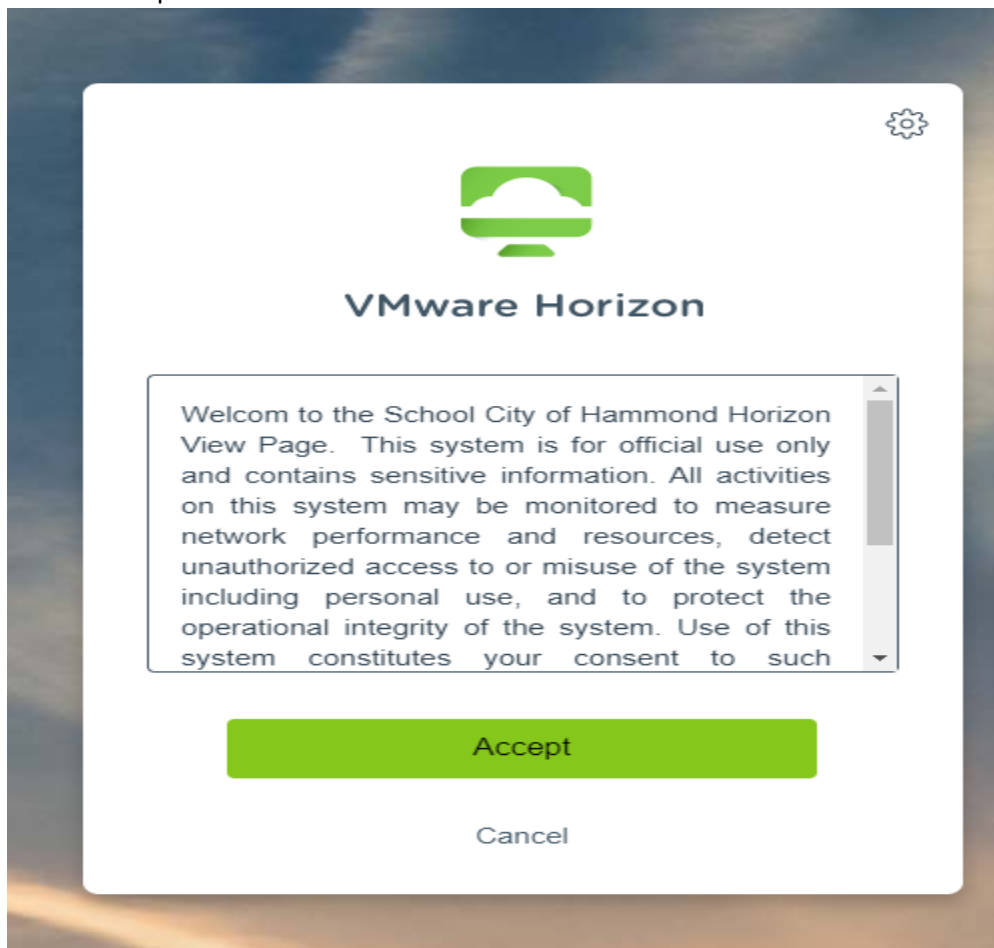 VMware Horizon
Welcom to the School City of Hammond Horizon
View Page. This system is for official use only
and contains sensitive information. All activities
on this system may be monitored to measure
network performance and resources, detect
unauthorized access to or misuse of the system
including personal use, and to protect the
operational integrity of the system. Use of this
system constitutes your consent to such
Accept
Cancel